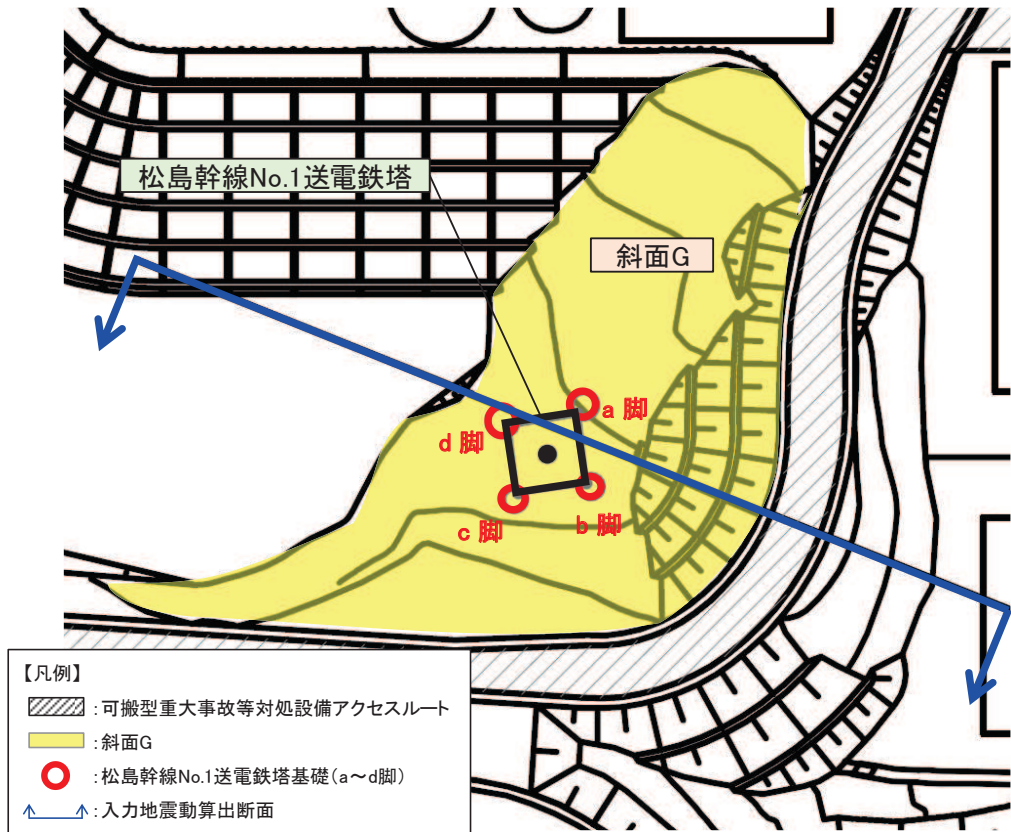 松島幹線No.1送電鉄塔
斜面G
a 脚
d 脚
c 脚
b 脚
【凡例】
:可搬型重大事故等対処設備アクセスルート
:斜面G
:松島幹線No.1送電鉄塔基礎(a～d脚)
:入力地震動算出断面